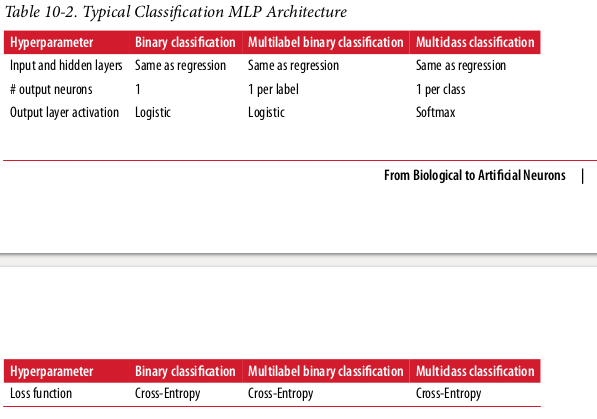 Table 10-2. Typical Classification MLP Architecture
Hyperparameter Binary classification Multilabel binary classification Multiclass classification
Input and hidden layers Same as regression Same as regression Same as regression
# output neurons 1 1 per label 1 per class
Output layer activation Logistic Logistic Softmax
From Biological to Artificial Neurons |
Hyperparameter Binary classification Multilabel binary classification Multiclass classification
Loss function Cross-Entropy Cross-Entropy Cross-Entropy